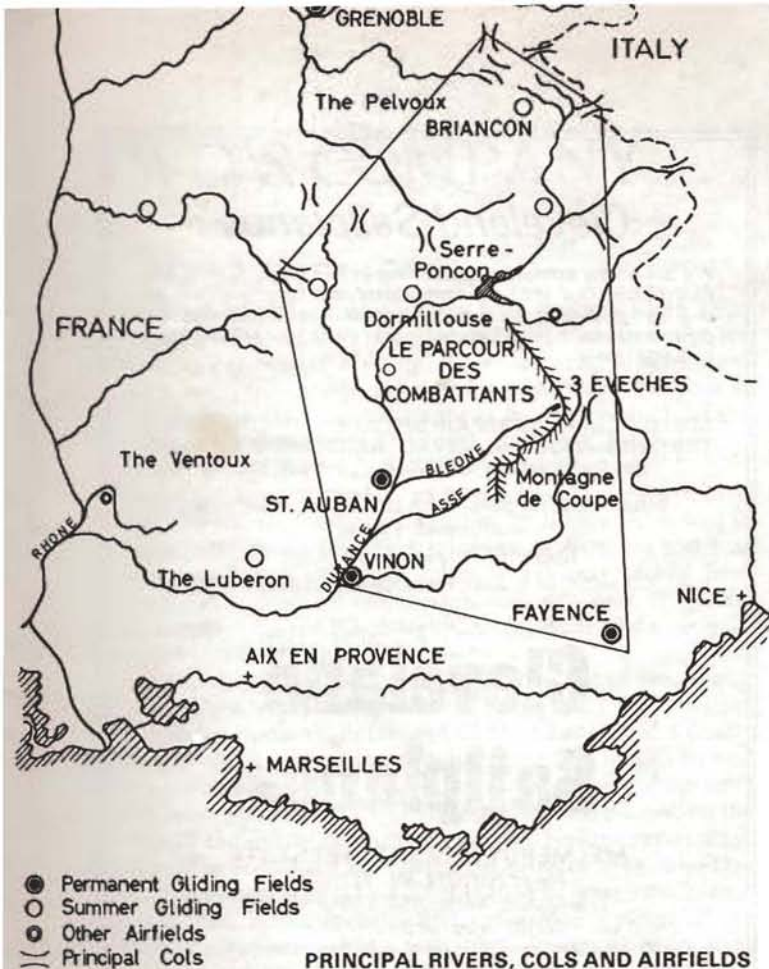 GRENOBLE
ITALY
The Pelvoux
BRIANCON
Serre-
Poncon
FRANCE
Dormillouse
LE PARCOUR
DES
COMBATTANTS
3 EVECHES
The Ventoux
BLEONE
Montagne
de Coupe
ST. AUBAN
ASSE
RHONE
DURANCE
VINON
The Luberon
NICE
FAYENCE
AIX EN PROVENCE
MARSEILLES
Permanent Gliding Fields
Summer Gliding Fields
Other Airfields
Principal Cols
PRINCIPAL RIVERS, COLS AND AIRFIELDS